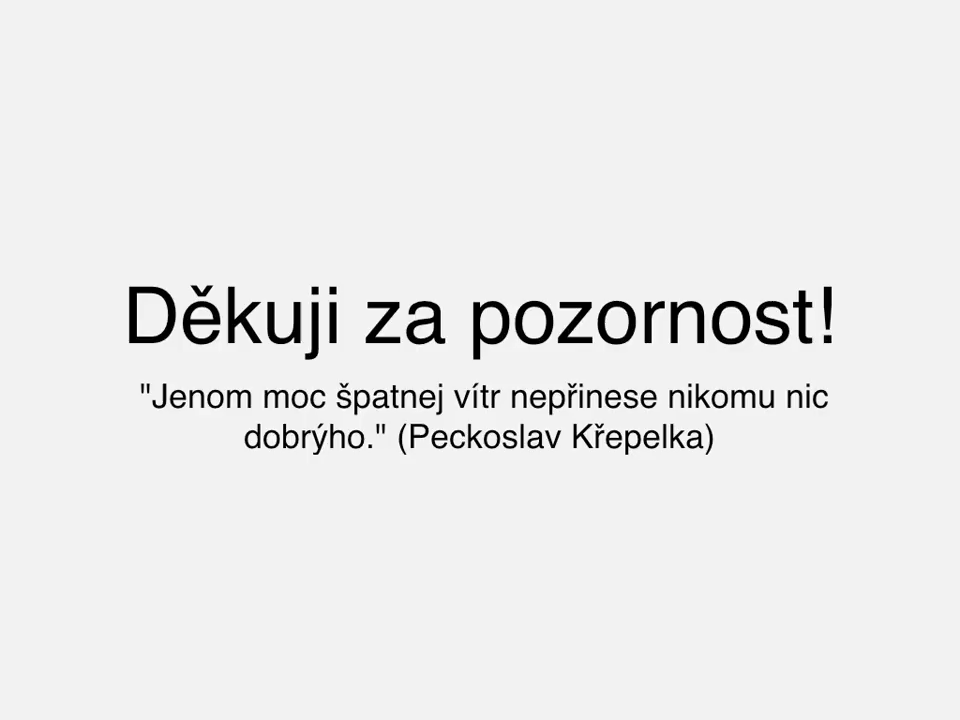 Děkuji za pozornost!
"Jenom moc špatnej vítr nepřinese nikomu nic
dobrýho." (Peckoslav Křepelka)